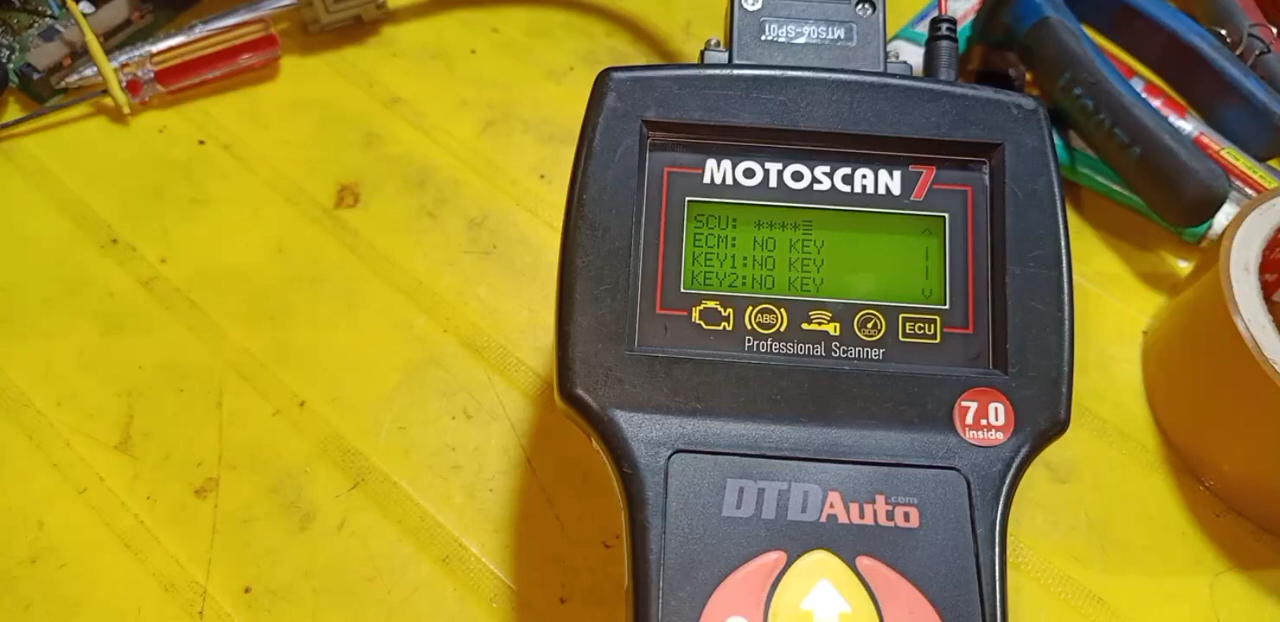 MTS06-SP01
MOTOSCAN 7
SCU: ****
ECM: NO KEY
KEY1:NO KEY
KEY2:NO KEY
ABS
ECU
Professional Scanner
7.0
inside
DTDAuto.com